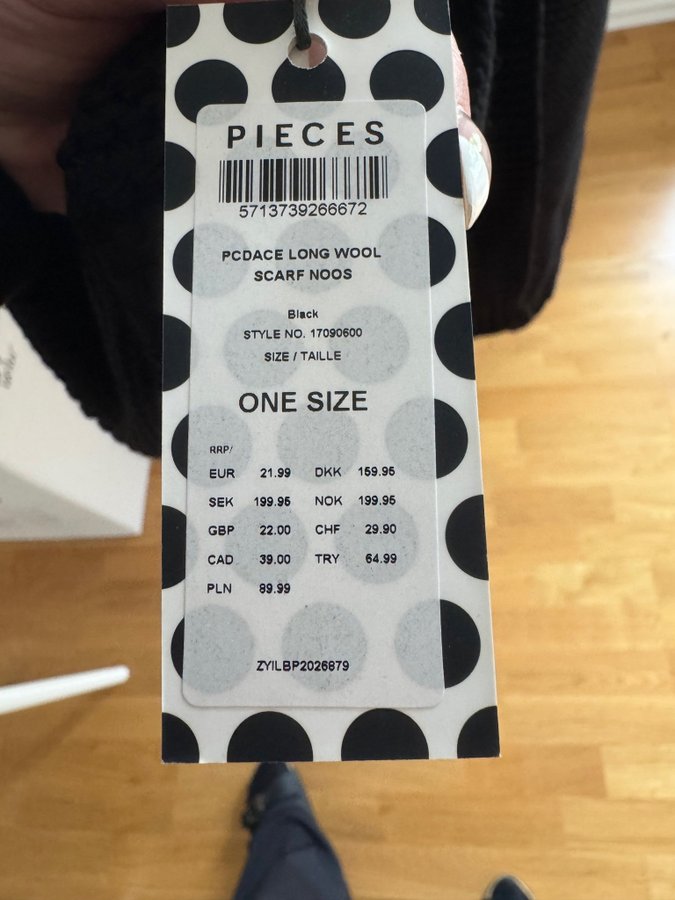 PIECES
5713739266672
PCDACE LONG WOOL
SCARF NOOS
Black
STYLE NO. 17090600
SIZE / TAILLE
ONE SIZE
RRP/
EUR 21.99 DKK 159.95
SEK 199.95 NOK 199.95
GBP 22.00 CHF 29.90
CAD 39.00 TRY 64.99
PLN 89.99
ZYILBP2026879